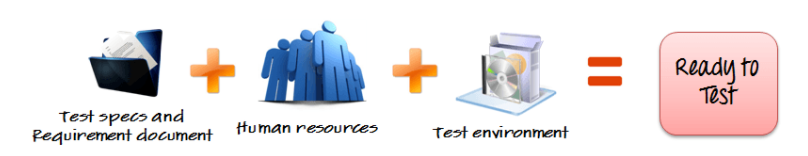 Test specs and
Requirement document
Human resources
Test environment
Ready to
Test